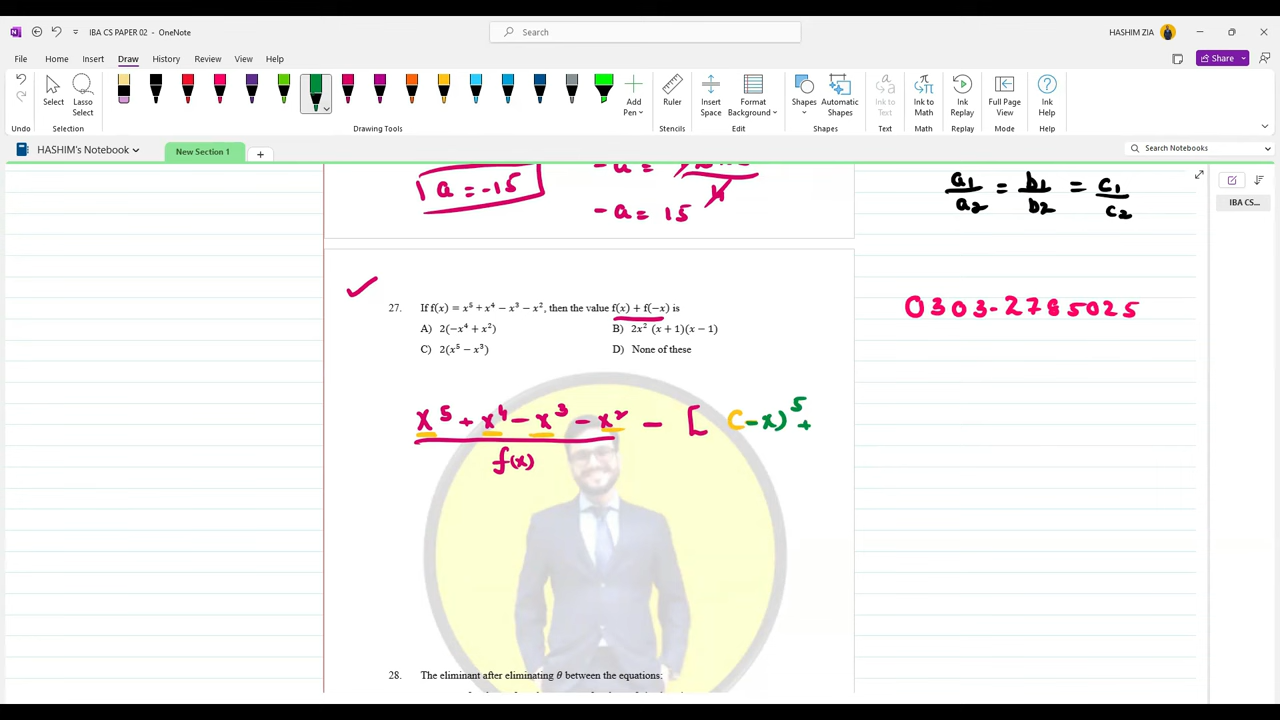 IBA CS PAPER 02 - OneNote
Search
HASHIM ZIA
File Home Insert Draw History Review View Help
Share
Undo
Select
Lasso Select
Selection
Drawing Tools
Add Pen
Ruler
Stencils
Insert Space
Format Background
Edit
Shapes
Automatic Shapes
Shapes
Ink to Text
Ink to Math
Math
Ink Replay
Replay
Full Page View
Mode
Ink Help
Help
HASHIM's Notebook
New Section 1
Search Notebooks
IBA CS...
a = -15
-a = 15
a1/a2 = b1/b2 = c1/c2
27. If f(x) = x⁵ + x⁴ − x³ − x², then the value f(x) + f(−x) is
A) 2(−x⁴ + x²)
B) 2x² (x + 1)(x − 1)
C) 2(x⁵ − x³)
D) None of these
0303-2785025
x⁵ + x⁴ − x³ − x² − [ (-x)⁵ +
f(x)
28. The eliminant after eliminating θ between the equations: